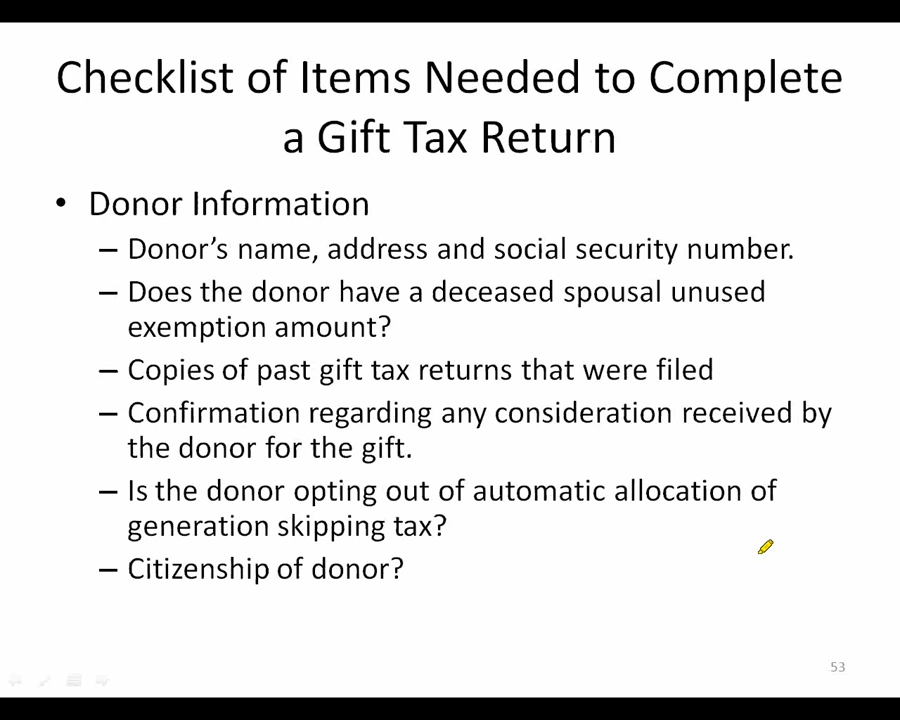 Checklist of Items Needed to Complete
a Gift Tax Return
• Donor Information
– Donor’s name, address and social security number.
– Does the donor have a deceased spousal unused
exemption amount?
– Copies of past gift tax returns that were filed
– Confirmation regarding any consideration received by
the donor for the gift.
– Is the donor opting out of automatic allocation of
generation skipping tax?
– Citizenship of donor?
53